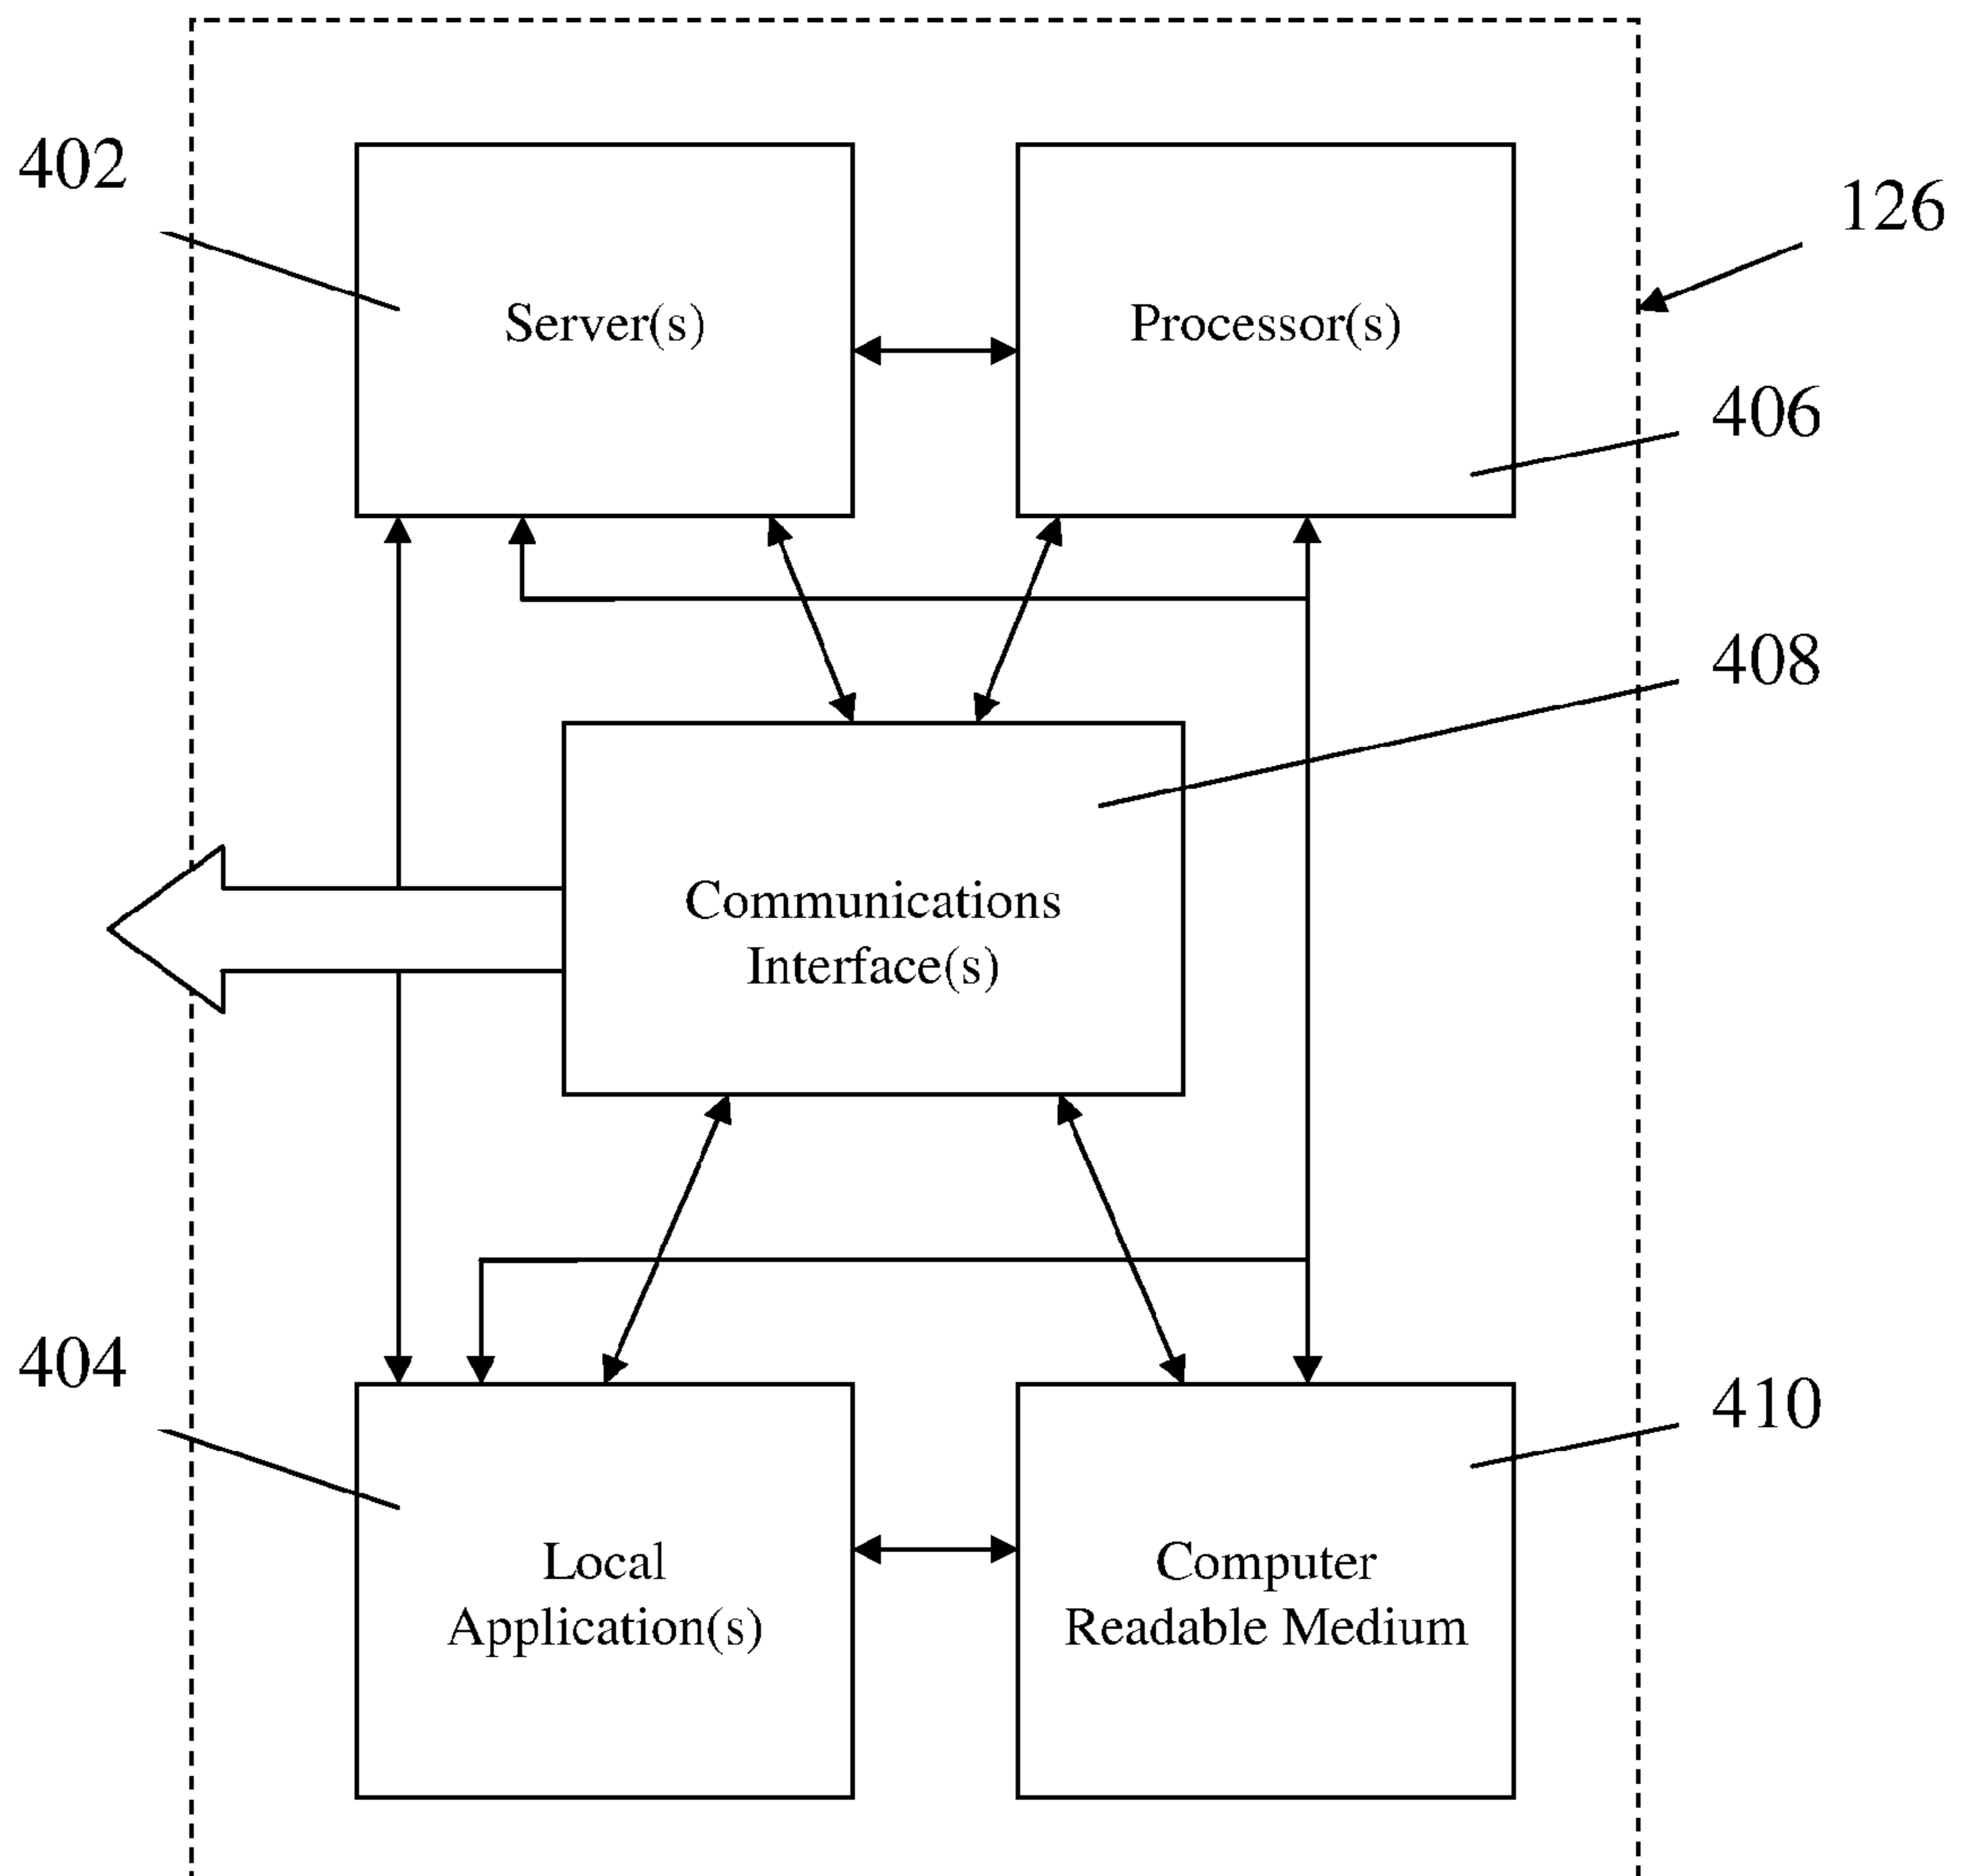 402
126
Server(s)
Processor(s)
406
408
Communications
Interface(s)
404
410
Local
Application(s)
Computer
Readable Medium